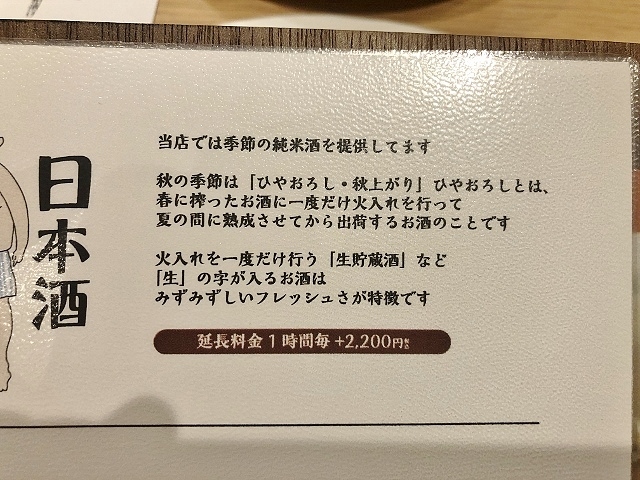 日本酒
当店では季節の純米酒を提供してます
秋の季節は「ひやおろし・秋上がり」ひやおろしとは、
春に搾ったお酒に一度だけ火入れを行って
夏の間に熟成させてから出荷するお酒のことです
火入れを一度だけ行う「生貯蔵酒」など
「生」の字が入るお酒は
みずみずしいフレッシュさが特徴です
延長料金1時間毎+2,200円税込